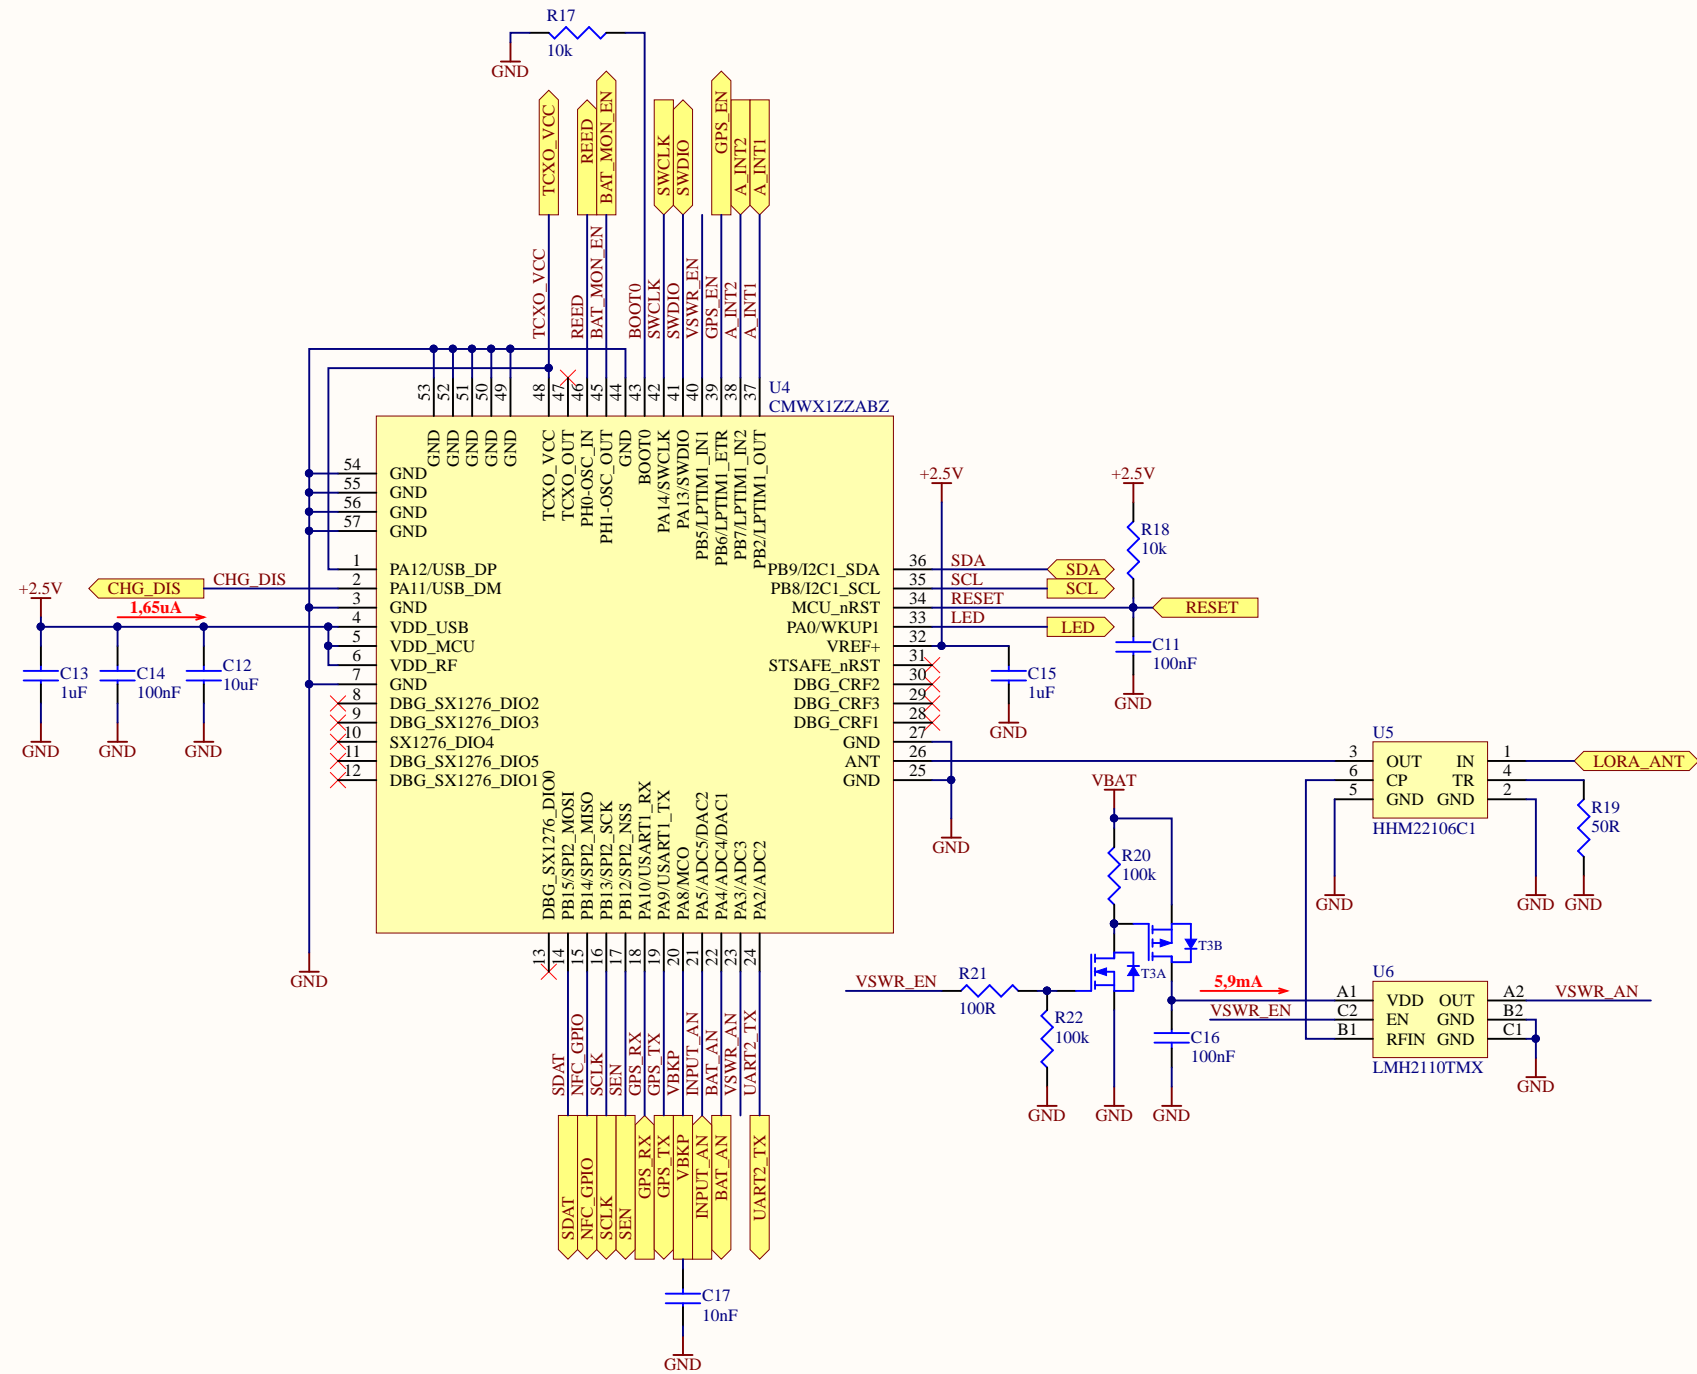 R17
10k
GND
TCXO_VCC
REED
BAT_MON_EN
SWCLK
SWDIO
GPS_EN
A_INT2
A_INT1
TCXO_VCC
REED
BAT_MON_EN
BOOT0
SWCLK
SWDIO
VSWR_EN
GPS_EN
A_INT2
A_INT1
53
52
51
50
49
48
47
46
45
44
43
42
41
40
39
38
37
U4
CMWX1ZZABZ
GND
GND
GND
GND
GND
TCXO_VCC
TCXO_OUT
PH0-OSC_IN
PH1-OSC_OUT
GND
BOOT0
PA14/SWCLK
PA13/SWDIO
PB5/LPTIM1_IN1
PB6/LPTIM1_ETR
PB7/LPTIM1_IN2
PB2/LPTIM1_OUT
54 GND
55 GND
56 GND
57 GND
1 PA12/USB_DP
2 PA11/USB_DM
3 GND
4 VDD_USB
5 VDD_MCU
6 VDD_RF
7 GND
8 DBG_SX1276_DIO2
9 DBG_SX1276_DIO3
10 SX1276_DIO4
11 DBG_SX1276_DIO5
12 DBG_SX1276_DIO1
CHG_DIS
CHG_DIS
+2.5V
1,65uA
C13
1uF
C14
100nF
C12
10uF
GND
GND
GND
GND
PB9/I2C1_SDA 36 SDA
PB8/I2C1_SCL 35 SCL
MCU_nRST 34 RESET
PA0/WKUP1 33 LED
VREF+ 32
STSAFE_nRST 31
DBG_CRF2 30
DBG_CRF3 29
DBG_CRF1 28
GND 27
ANT 26
GND 25
SDA
SCL
RESET
LED
+2.5V
+2.5V
R18
10k
C11
100nF
GND
C15
1uF
GND
GND
DBG_SX1276_DIO0
PB15/SPI2_MOSI
PB14/SPI2_MISO
PB13/SPI2_SCK
PB12/SPI2_NSS
PA10/USART1_RX
PA9/USART1_TX
PA8/MCO
PA5/ADC5/DAC2
PA4/ADC4/DAC1
PA3/ADC3
PA2/ADC2
13
14
15
16
17
18
19
20
21
22
23
24
SDAT
NFC_GPIO
SCLK
SEN
GPS_RX
GPS_TX
VBKP
INPUT_AN
BAT_AN
VSWR_AN
UART2_TX
SDAT
NFC_GPIO
SCLK
SEN
GPS_RX
GPS_TX
VBKP
INPUT_AN
BAT_AN
UART2_TX
C17
10nF
GND
U5
3 OUT IN 1
6 CP TR 4
5 GND GND 2
HHM22106C1
LORA_ANT
R19
50R
GND
GND
GND
VBAT
R20
100k
T3B
T3A
VSWR_EN
R21
100R
R22
100k
C16
100nF
GND
GND
GND
5,9mA
VSWR_EN
U6
A1 VDD OUT A2
C2 EN GND B2
B1 RFIN GND C1
LMH2110TMX
VSWR_AN
GND